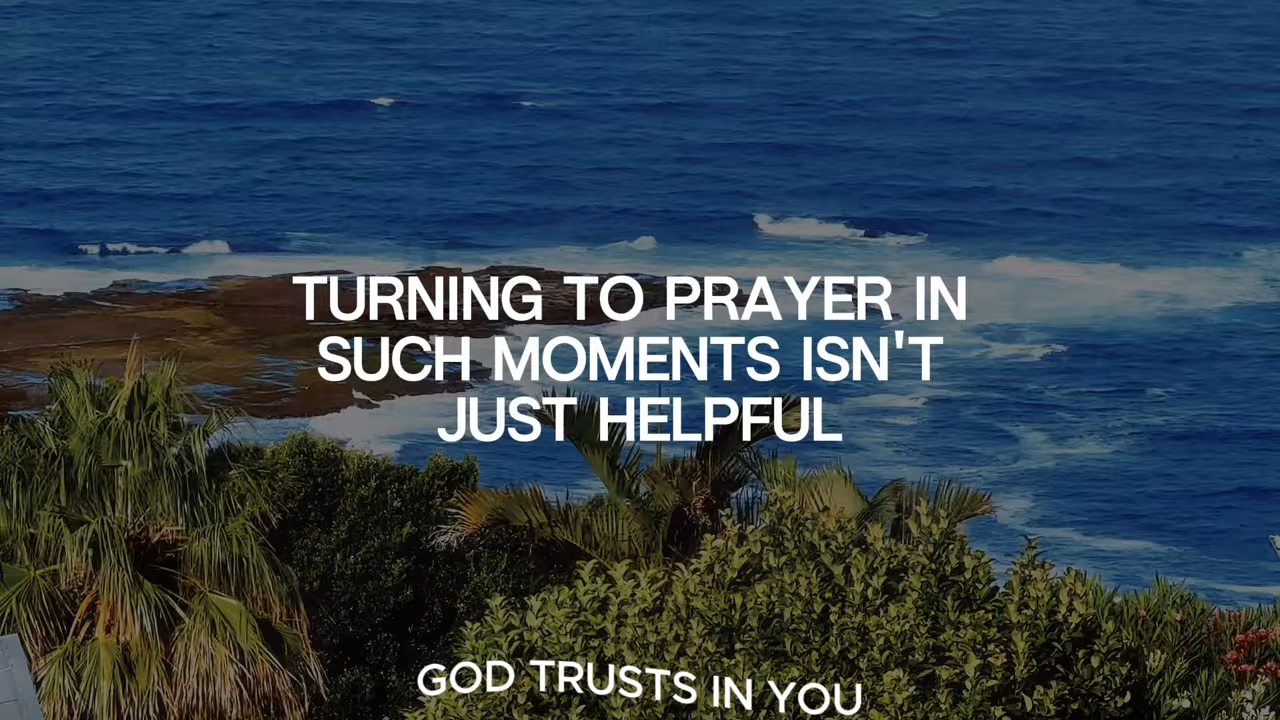 TURNING TO PRAYER IN
SUCH MOMENTS ISN'T
JUST HELPFUL
GOD TRUSTS IN YOU